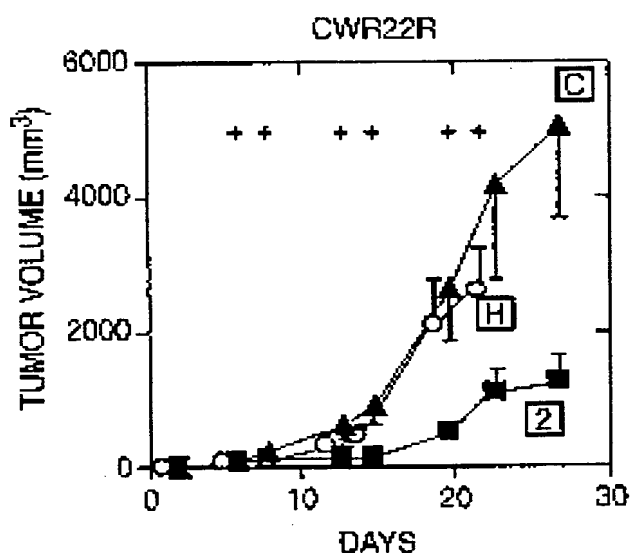 CWR22R
6000
C
+ + + + + +
4000
TUMOR VOLUME (mm³)
H
2000
2
0
0 10 20 30
DAYS